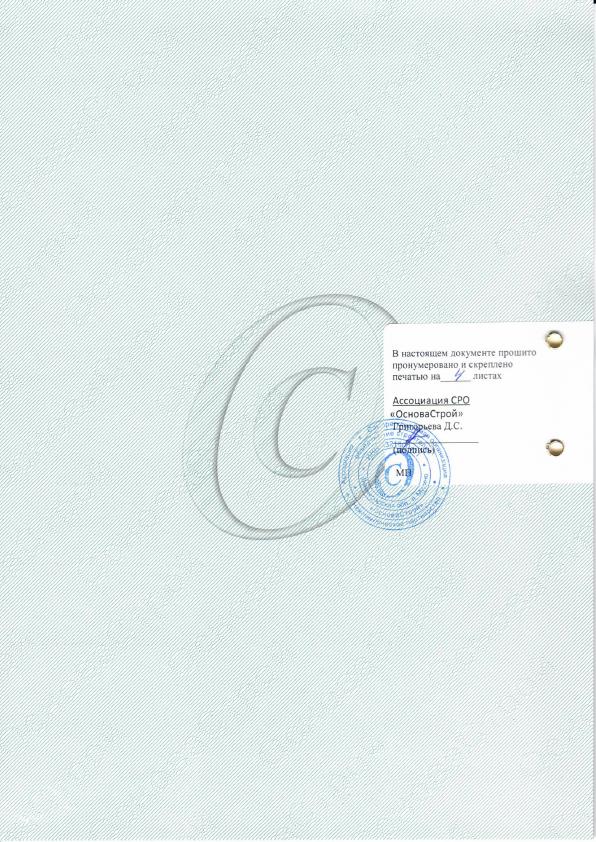 В настоящем документе прошито
пронумеровано и скреплено
печатью на 4 листах
Ассоциация СРО
«ОсноваСтрой»
Григорьева Д.С.
(подпись)
МП